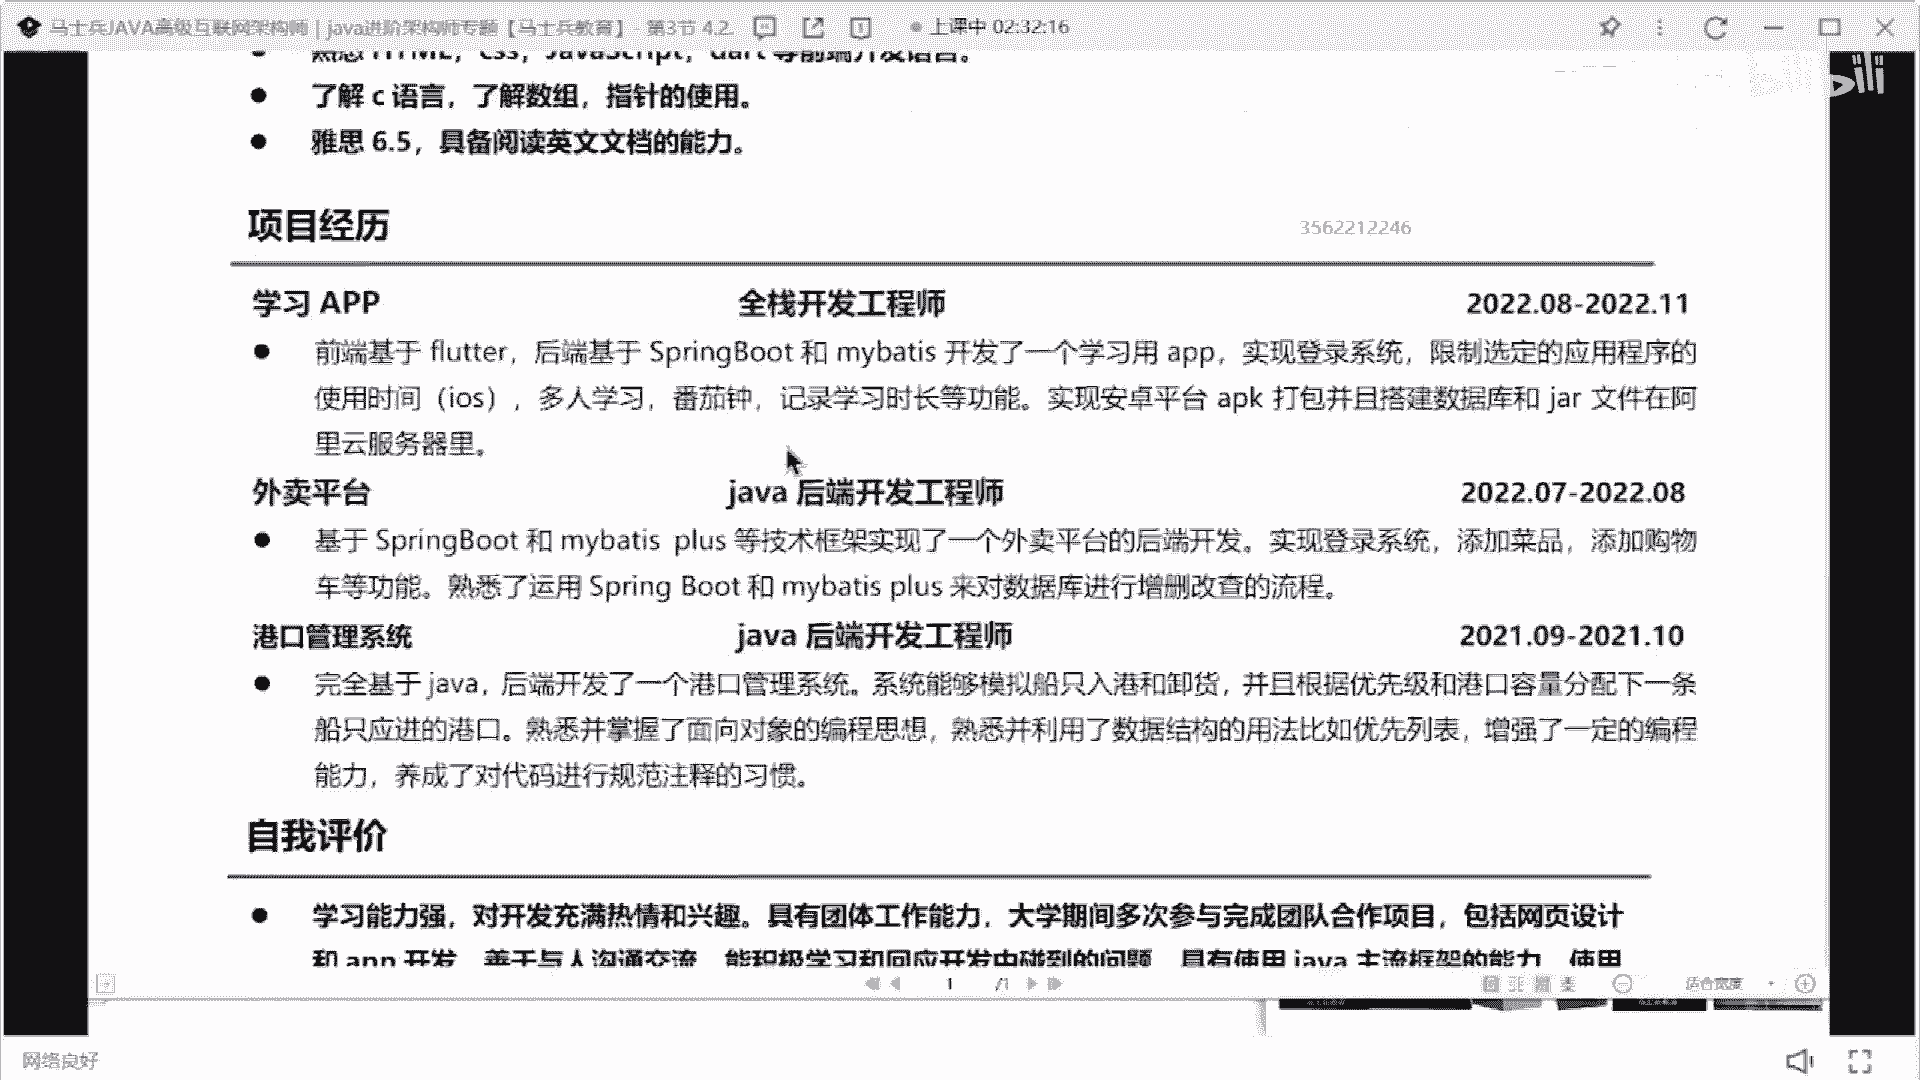 马士兵JAVA高级互联网架构师｜java进阶架构师专题【马士兵教育】- 第3节 4.2. 上课中 02:32:16
熟悉 HTML，css，JavaScript，dart 等前端开发语言。
了解 c 语言，了解数组，指针的使用。
雅思 6.5，具备阅读英文文档的能力。
项目经历
3562212246
学习 APP 全栈开发工程师 2022.08-2022.11
前端基于 flutter，后端基于 SpringBoot 和 mybatis 开发了一个学习用 app，实现登录系统，限制选定的应用程序的
使用时间（ios），多人学习，番茄钟，记录学习时长等功能。实现安卓平台 apk 打包并且搭建数据库和 jar 文件在阿
里云服务器里。
外卖平台 java 后端开发工程师 2022.07-2022.08
基于 SpringBoot 和 mybatis plus 等技术框架实现了一个外卖平台的后端开发。实现登录系统，添加菜品，添加购物
车等功能。熟悉了运用 Spring Boot 和 mybatis plus 来对数据库进行增删改查的流程。
港口管理系统 java 后端开发工程师 2021.09-2021.10
完全基于 java，后端开发了一个港口管理系统。系统能够模拟船只入港和卸货，并且根据优先级和港口容量分配下一条
船只应进的港口。熟悉并掌握了面向对象的编程思想，熟悉并利用了数据结构的用法比如优先列表，增强了一定的编程
能力，养成了对代码进行规范注释的习惯。
自我评价
学习能力强，对开发充满热情和兴趣。具有团体工作能力，大学期间多次参与完成团队合作项目，包括网页设计
和 app 开发，善于与人沟通交流，能积极学习和回应开发中碰到的问题，具有使用 java 主流框架的能力，使用
1 /1 适合宽度
网络良好